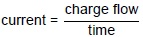 current = charge flow / time